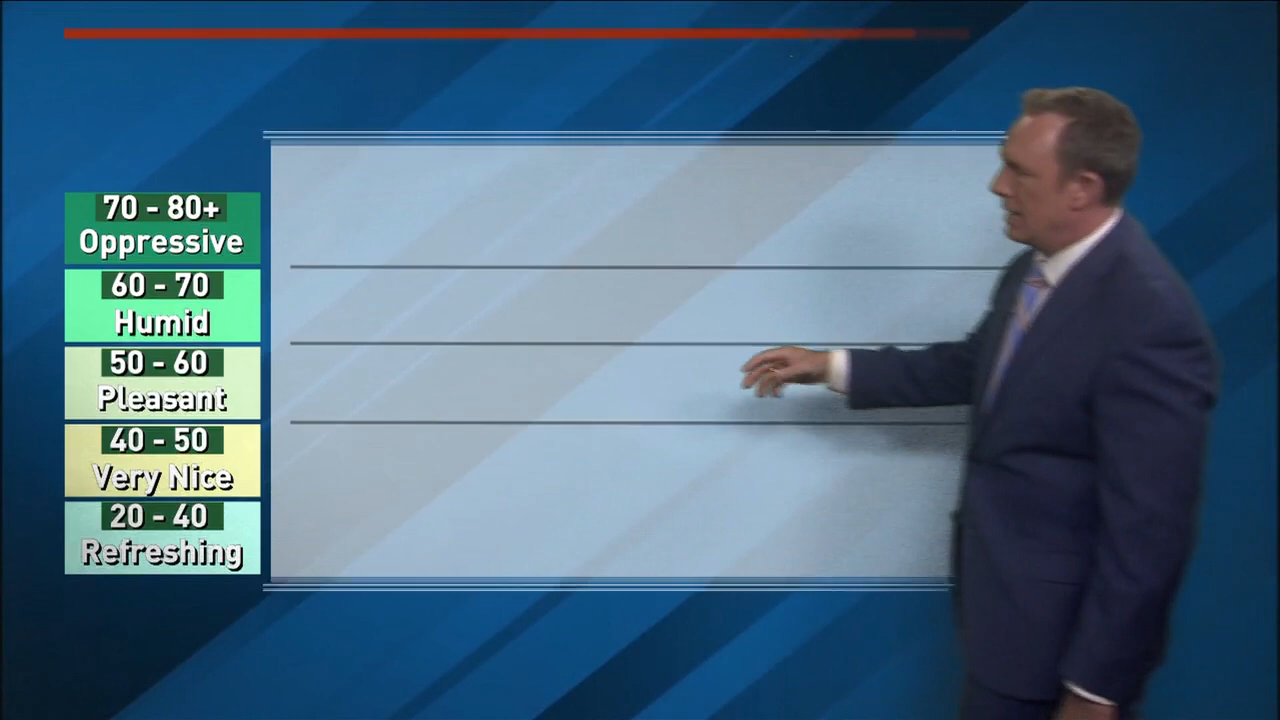 70 - 80+
Oppressive
60 - 70
Humid
50 - 60
Pleasant
40 - 50
Very Nice
20 - 40
Refreshing